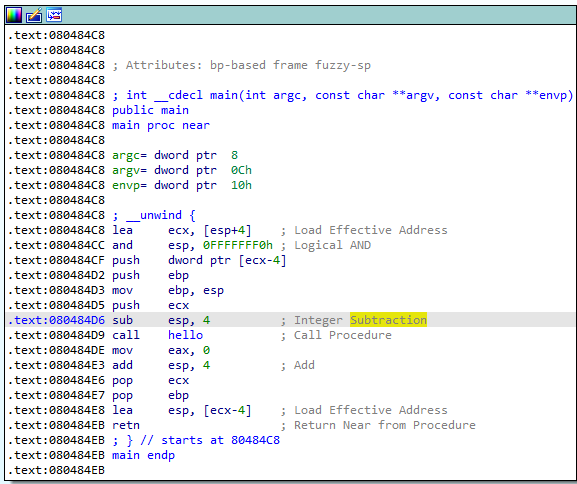 .text:080484C8
.text:080484C8
.text:080484C8 ; Attributes: bp-based frame fuzzy-sp
.text:080484C8
.text:080484C8 ; int __cdecl main(int argc, const char **argv, const char **envp)
.text:080484C8 public main
.text:080484C8 main proc near
.text:080484C8
.text:080484C8 argc= dword ptr  8
.text:080484C8 argv= dword ptr  0Ch
.text:080484C8 envp= dword ptr  10h
.text:080484C8
.text:080484C8 ; __unwind {
.text:080484C8 lea     ecx, [esp+4]    ; Load Effective Address
.text:080484CC and     esp, 0FFFFFFF0h ; Logical AND
.text:080484CF push    dword ptr [ecx-4]
.text:080484D2 push    ebp
.text:080484D3 mov     ebp, esp
.text:080484D5 push    ecx
.text:080484D6 sub     esp, 4          ; Integer Subtraction
.text:080484D9 call    hello           ; Call Procedure
.text:080484DE mov     eax, 0
.text:080484E3 add     esp, 4          ; Add
.text:080484E6 pop     ecx
.text:080484E7 pop     ebp
.text:080484E8 lea     esp, [ecx-4]    ; Load Effective Address
.text:080484EB retn                    ; Return Near from Procedure
.text:080484EB ; } // starts at 80484C8
.text:080484EB main endp
.text:080484EB